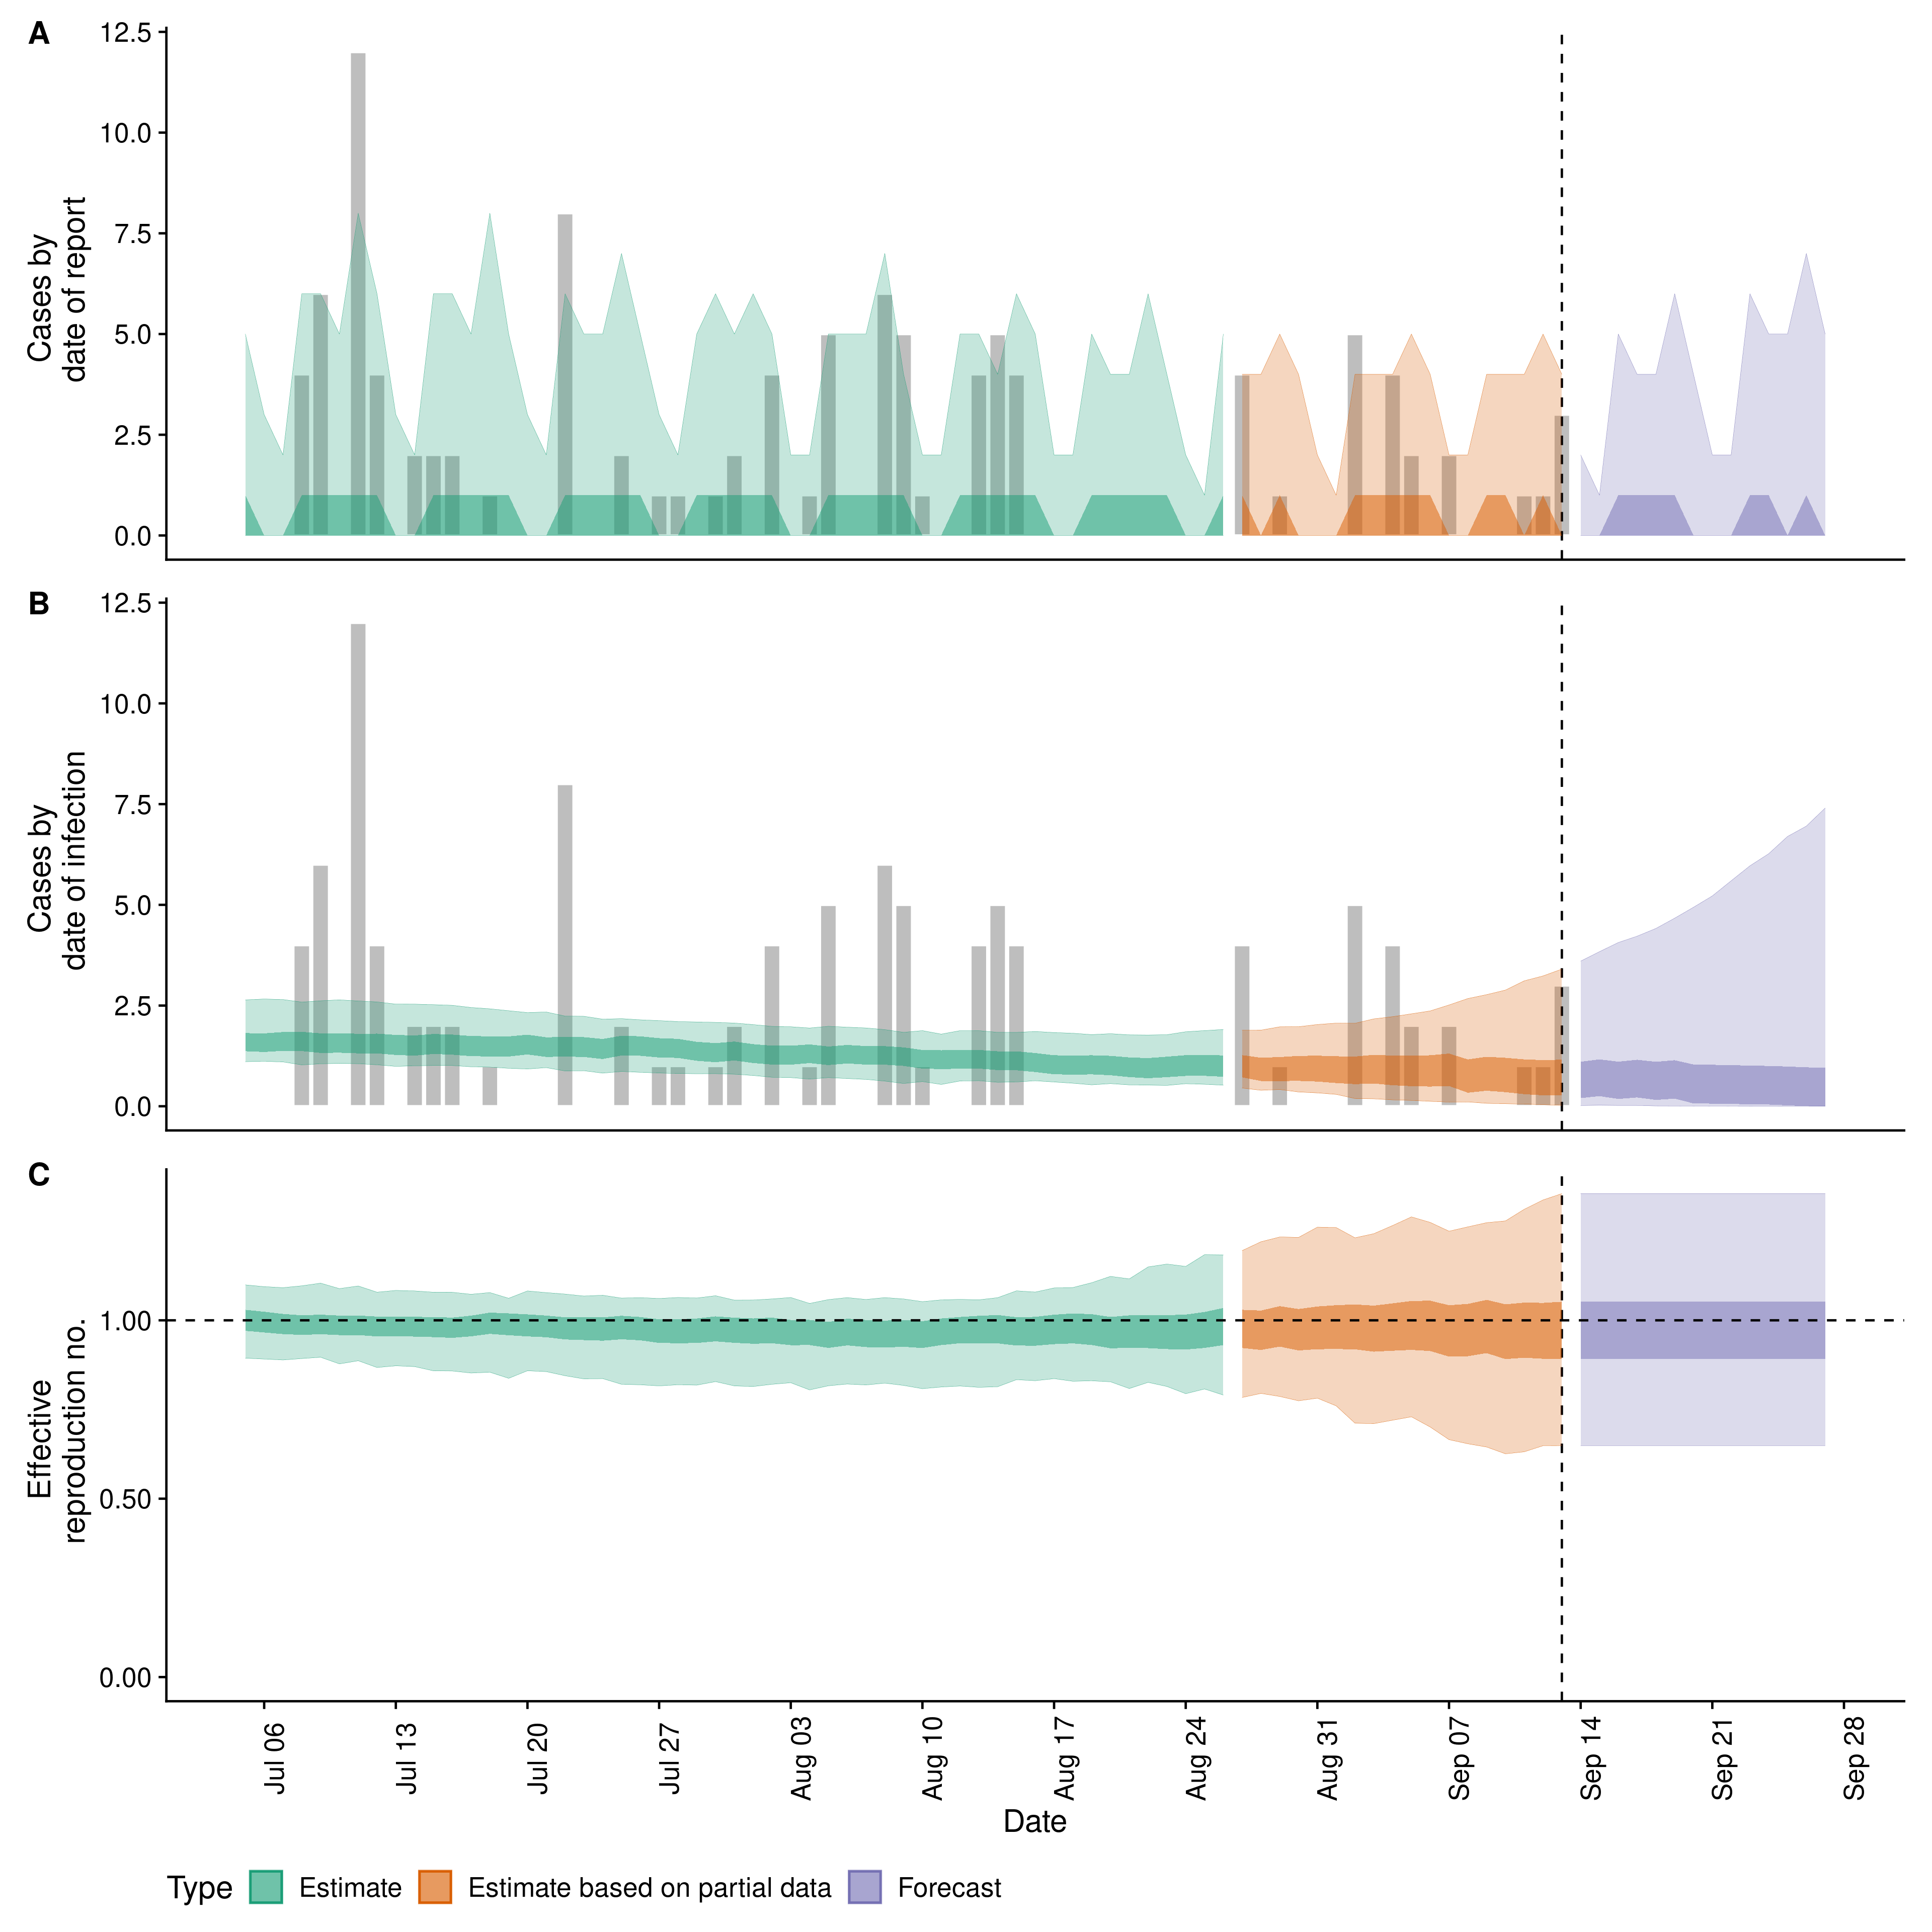 A
Cases by
date of report
12.5
10.0
7.5
5.0
2.5
0.0
B
Cases by
date of infection
12.5
10.0
7.5
5.0
2.5
0.0
C
Effective
reproduction no.
1.00
0.50
0.00
Jul 06
Jul 13
Jul 20
Jul 27
Aug 03
Aug 10
Aug 17
Aug 24
Aug 31
Sep 07
Sep 14
Sep 21
Sep 28
Date
Type Estimate Estimate based on partial data Forecast